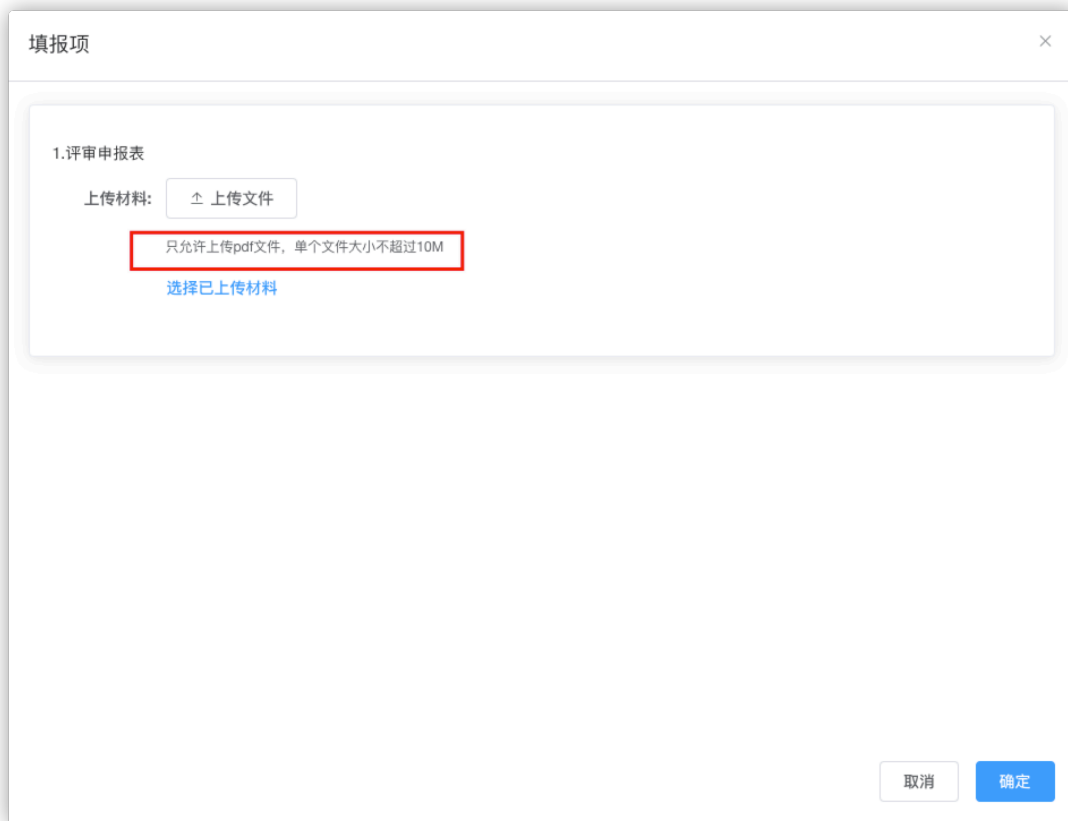 填报项
1.评审申报表
上传材料:
上传文件
只允许上传pdf文件，单个文件大小不超过10M
选择已上传材料
取消
确定